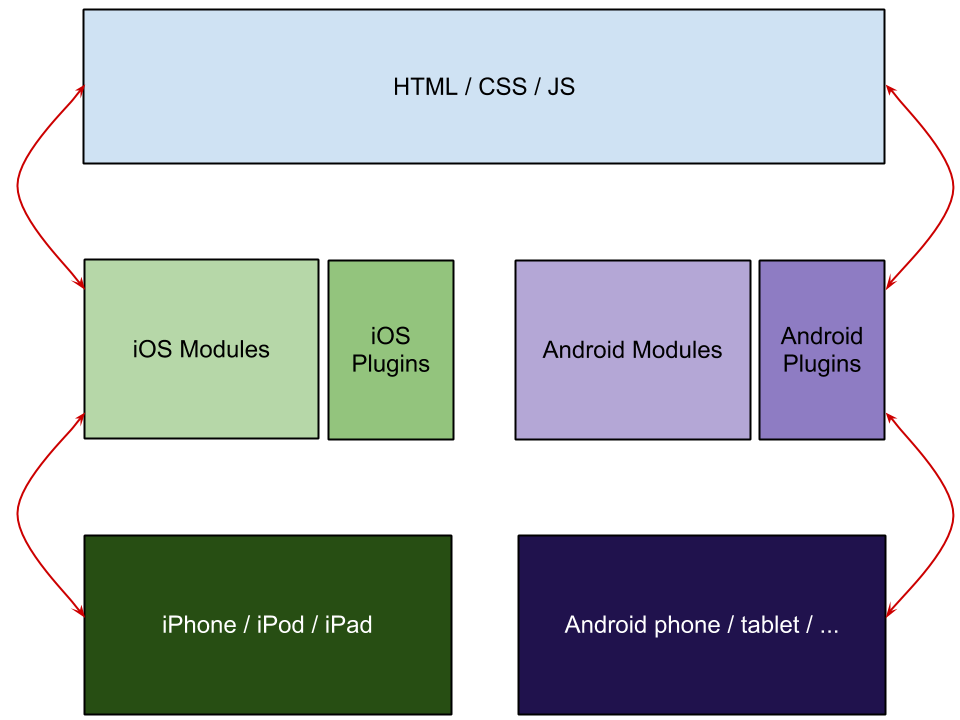 HTML / CSS / JS
iOS Modules
iOS
Plugins
Android Modules
Android
Plugins
iPhone / iPod / iPad
Android phone / tablet / ...